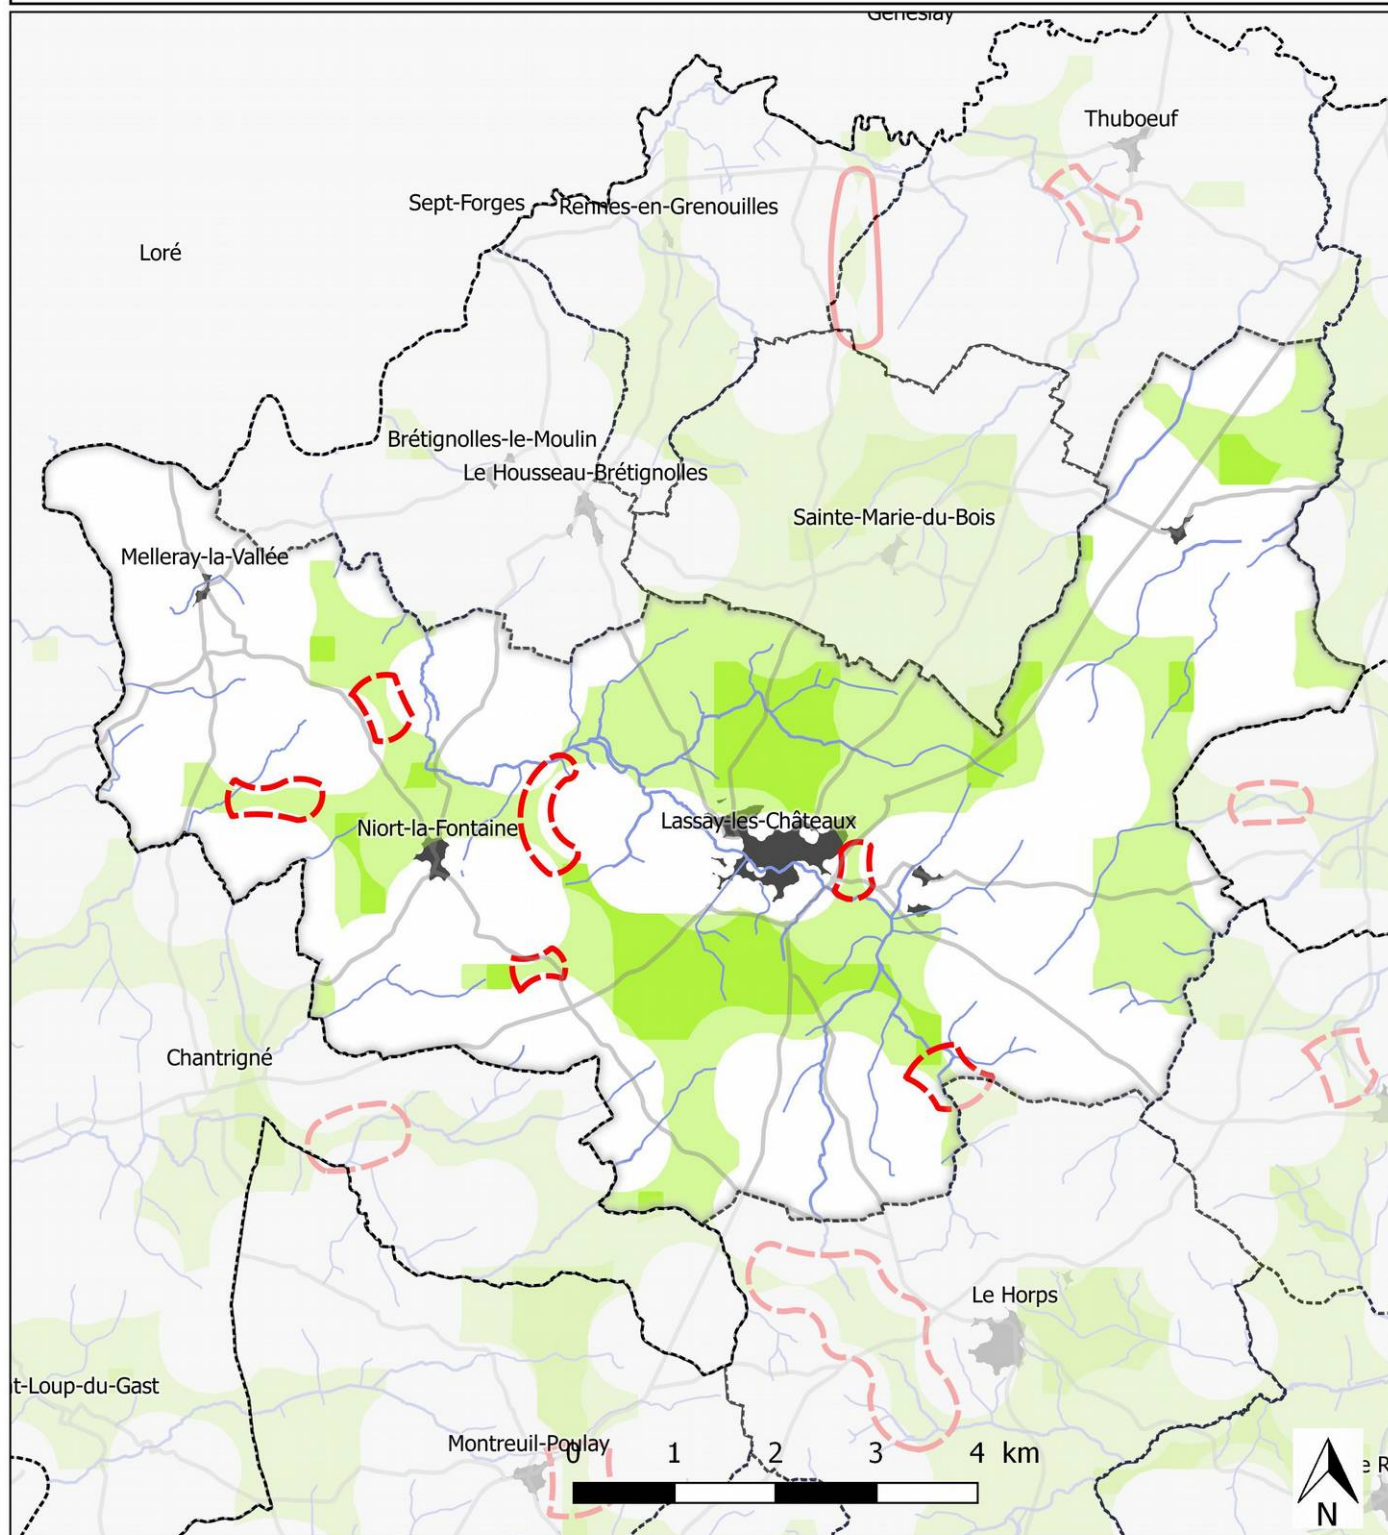 Geneslay
Thuboeuf
Sept-Forges
Rennes-en-Grenouilles
Loré
Brétignolles-le-Moulin
Le Housseau-Brétignolles
Sainte-Marie-du-Bois
Melleray-la-Vallée
Lassay-les-Châteaux
Niort-la-Fontaine
Chantrigné
Le Horps
t-Loup-du-Gast
Montreuil-Poulay
0 1 2 3 4 km
e R
N